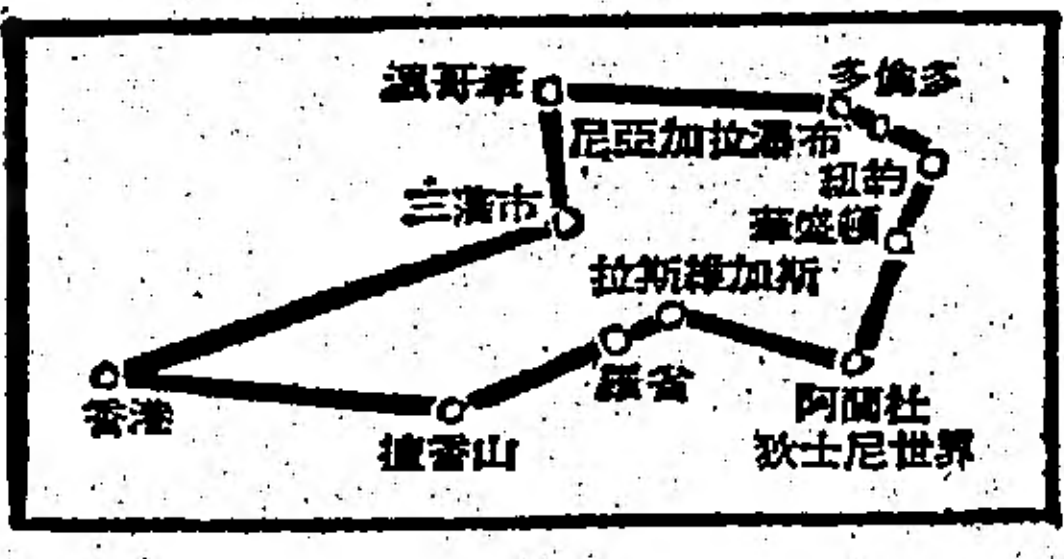 溫哥華
多倫多
尼亞加拉瀑布
紐約
三藩市
華盛頓
拉斯維加斯
羅省
香港
檀香山
阿蘭杜
狄士尼世界